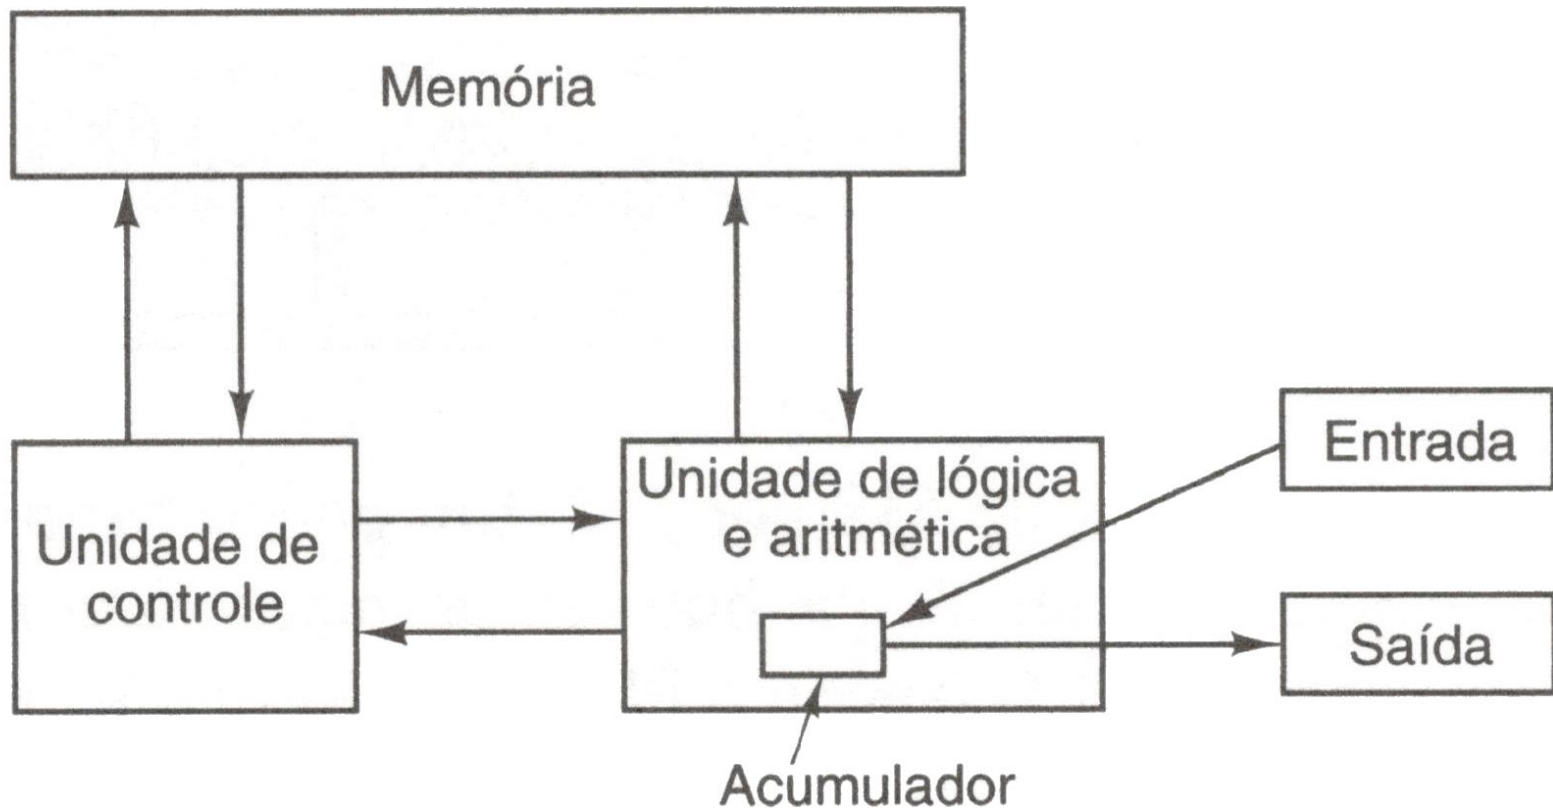 Memória
Unidade de
controle
Unidade de lógica
e aritmética
Entrada
Saída
Acumulador